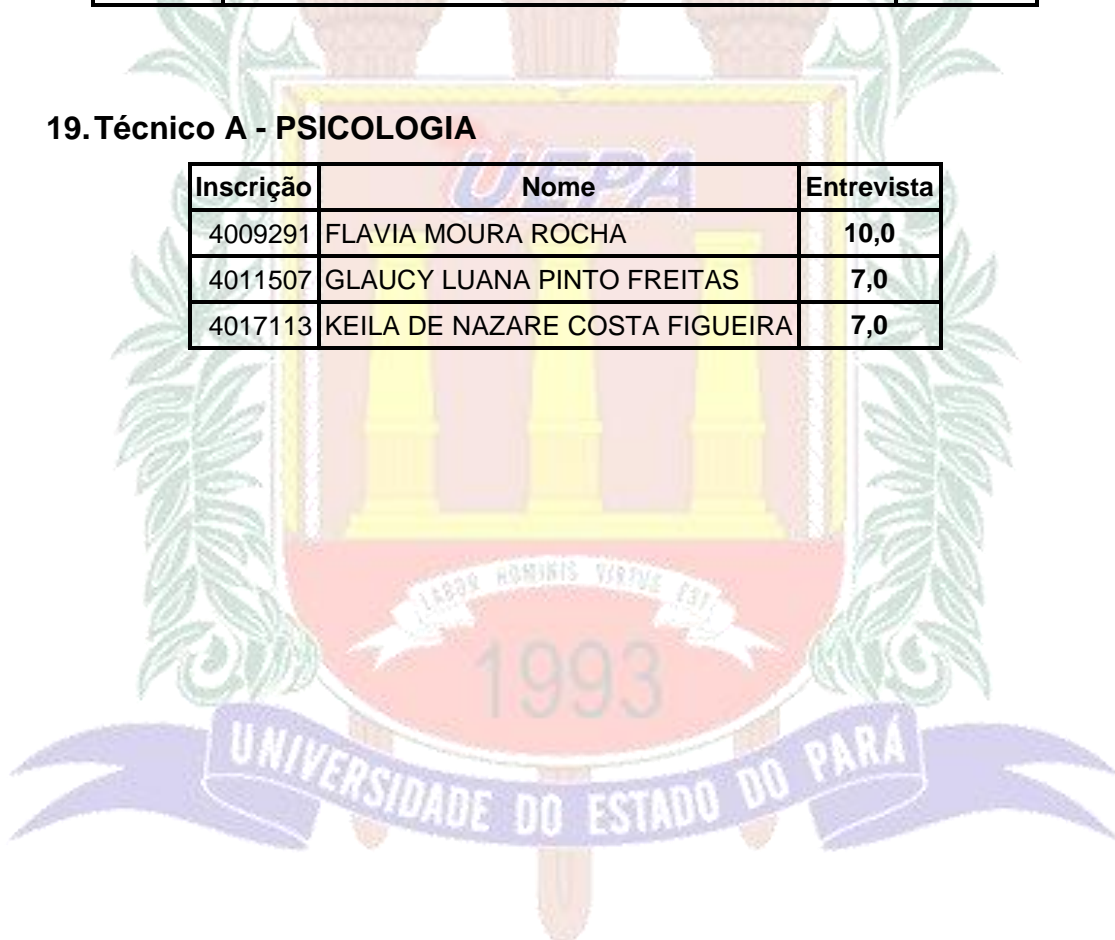 19. Técnico A - PSICOLOGIA
Inscrição Nome Entrevista
4009291 FLAVIA MOURA ROCHA 10,0
4011507 GLAUCY LUANA PINTO FREITAS 7,0
4017113 KEILA DE NAZARE COSTA FIGUEIRA 7,0
UEPA
LABOR HOMINIS VIRTUS EST
1993
UNIVERSIDADE DO ESTADO DO PARÁ